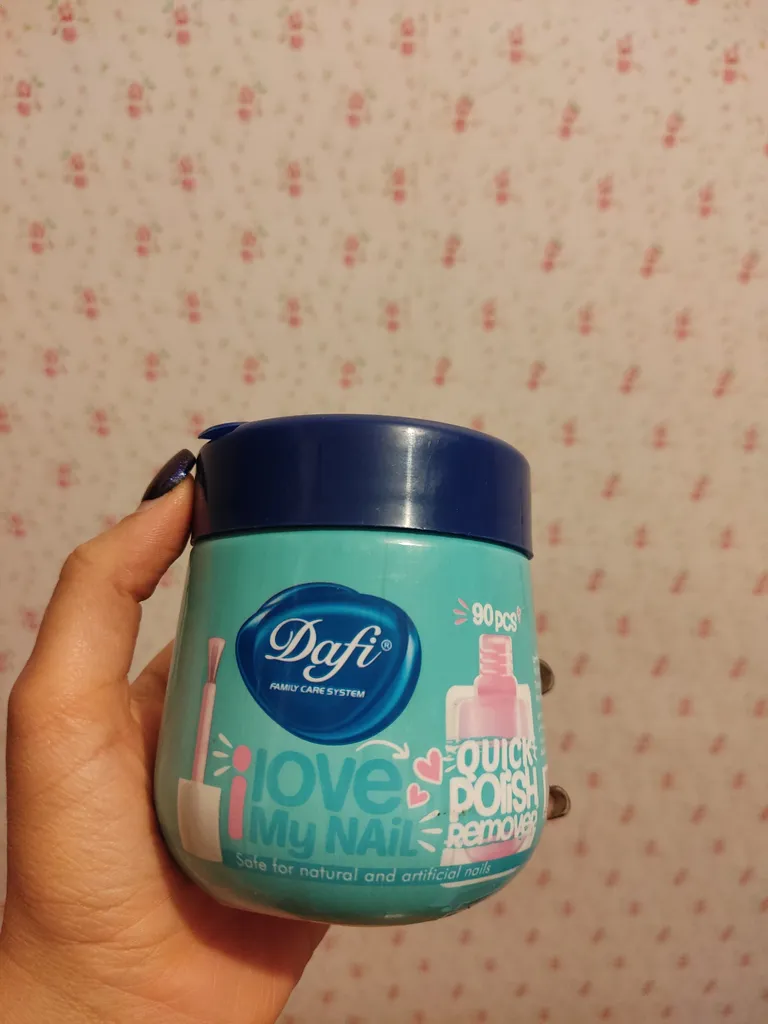 Dafi®
FAMILY CARE SYSTEM
90 pcs
i love
My NAiL
QUICK
POLiSH
Remover
Safe for natural and artificial nails